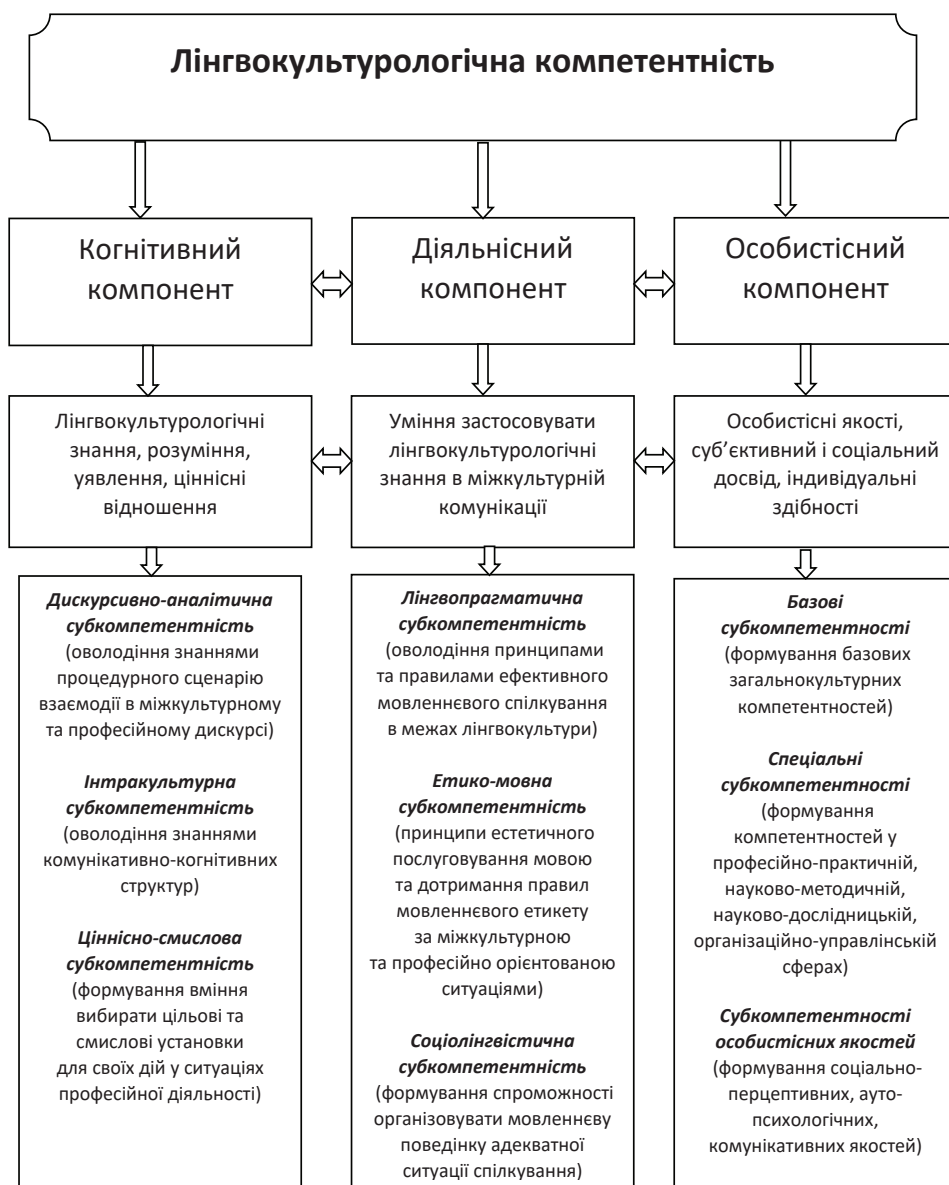 Лінгвокультурологічна компетентність
Когнітивний
компонент
Діяльнісний
компонент
Особистісний
компонент
Лінгвокультурологічні
знання, розуміння,
уявлення, ціннісні
відношення
Уміння застосовувати
лінгвокультурологічні
знання в міжкультурній
комунікації
Особистісні якості,
суб’єктивний і соціальний
досвід, індивідуальні
здібності
Дискурсивно-аналітична
субкомпетентність
(оволодіння знаннями
процедурного сценарію
взаємодії в міжкультурному
та професійному дискурсі)
Інтракультурна
субкомпетентність
(оволодіння знаннями
комунікативно-когнітивних
структур)
Ціннісно-смислова
субкомпетентність
(формування вміння
вибирати цільові та
смислові установки
для своїх дій у ситуаціях
професійної діяльності)
Лінгвопрагматична
субкомпетентність
(оволодіння принципами
та правилами ефективного
мовленнєвого спілкування
в межах лінгвокультури)
Етико-мовна
субкомпетентність
(принципи естетичного
послуговування мовою
та дотримання правил
мовленнєвого етикету
за міжкультурною
та професійно орієнтованою
ситуаціями)
Соціолінгвістична
субкомпетентність
(формування спроможності
організовувати мовленнєву
поведінку адекватної
ситуації спілкування)
Базові
субкомпетентності
(формування базових
загальнокультурних
компетентностей)
Спеціальні
субкомпетентності
(формування
компетентностей у
професійно-практичній,
науково-методичній,
науково-дослідницькій,
організаційно-управлінській
сферах)
Субкомпетентності
особистісних якостей
(формування соціально-
перцептивних, ауто-
психологічних,
комунікативних якостей)